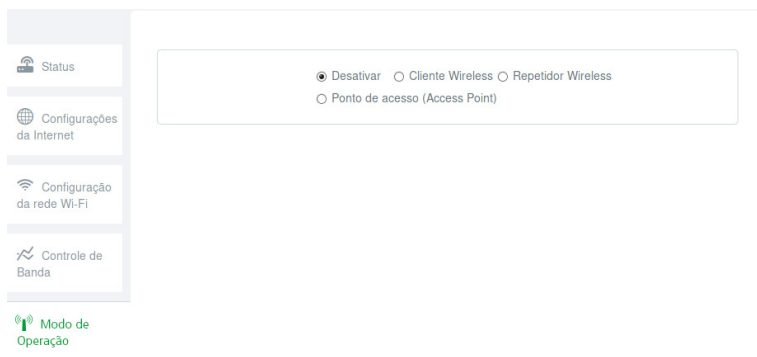 Status
Configurações
da Internet
Configuração
da rede Wi-Fi
Controle de
Banda
Modo de
Operação
Desativar Cliente Wireless Repetidor Wireless
Ponto de acesso (Access Point)